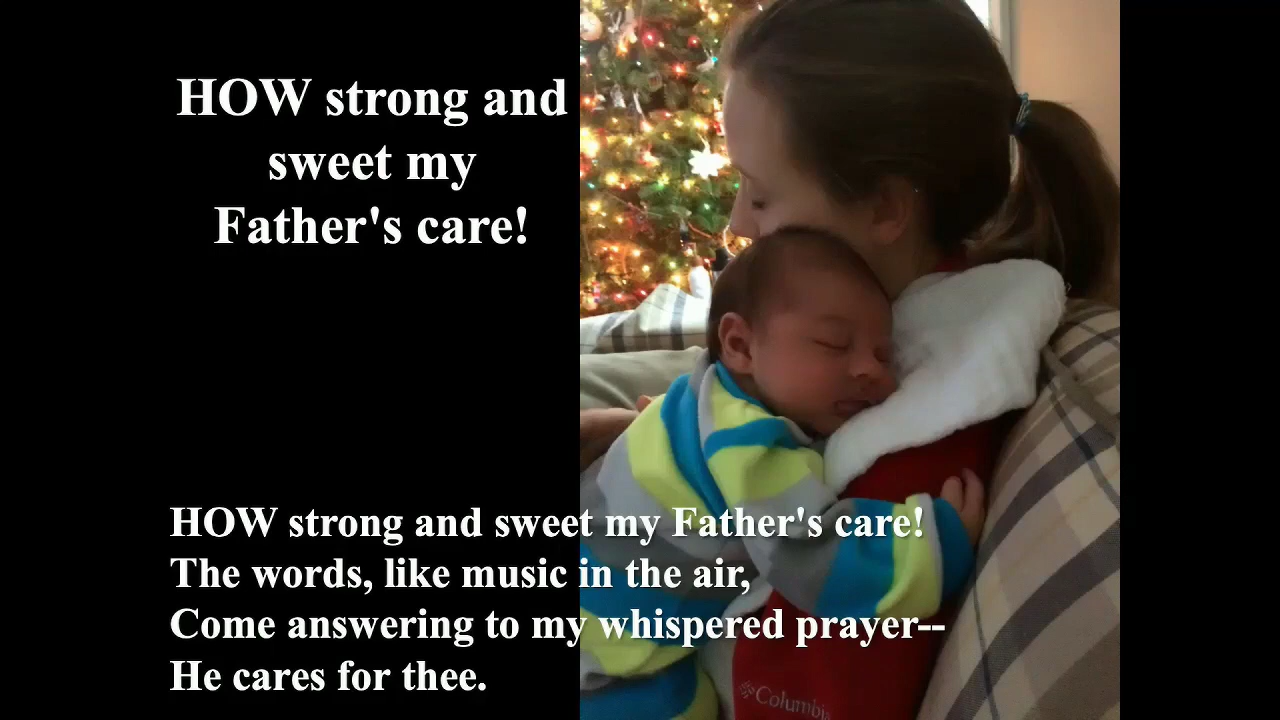 HOW strong and
sweet my
Father's care!
HOW strong and sweet my Father's care!
The words, like music in the air,
Come answering to my whispered prayer--
He cares for thee.
Columbia